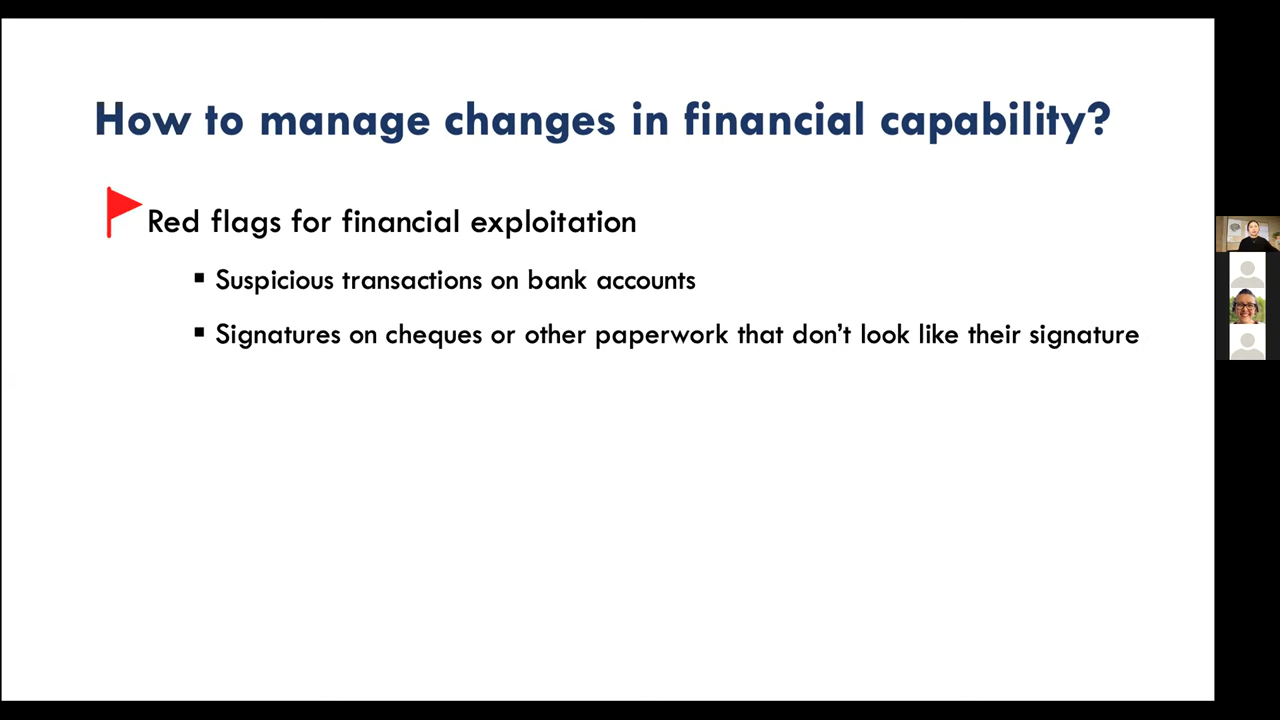 How to manage changes in financial capability?
Red flags for financial exploitation
▪ Suspicious transactions on bank accounts
▪ Signatures on cheques or other paperwork that don't look like their signature